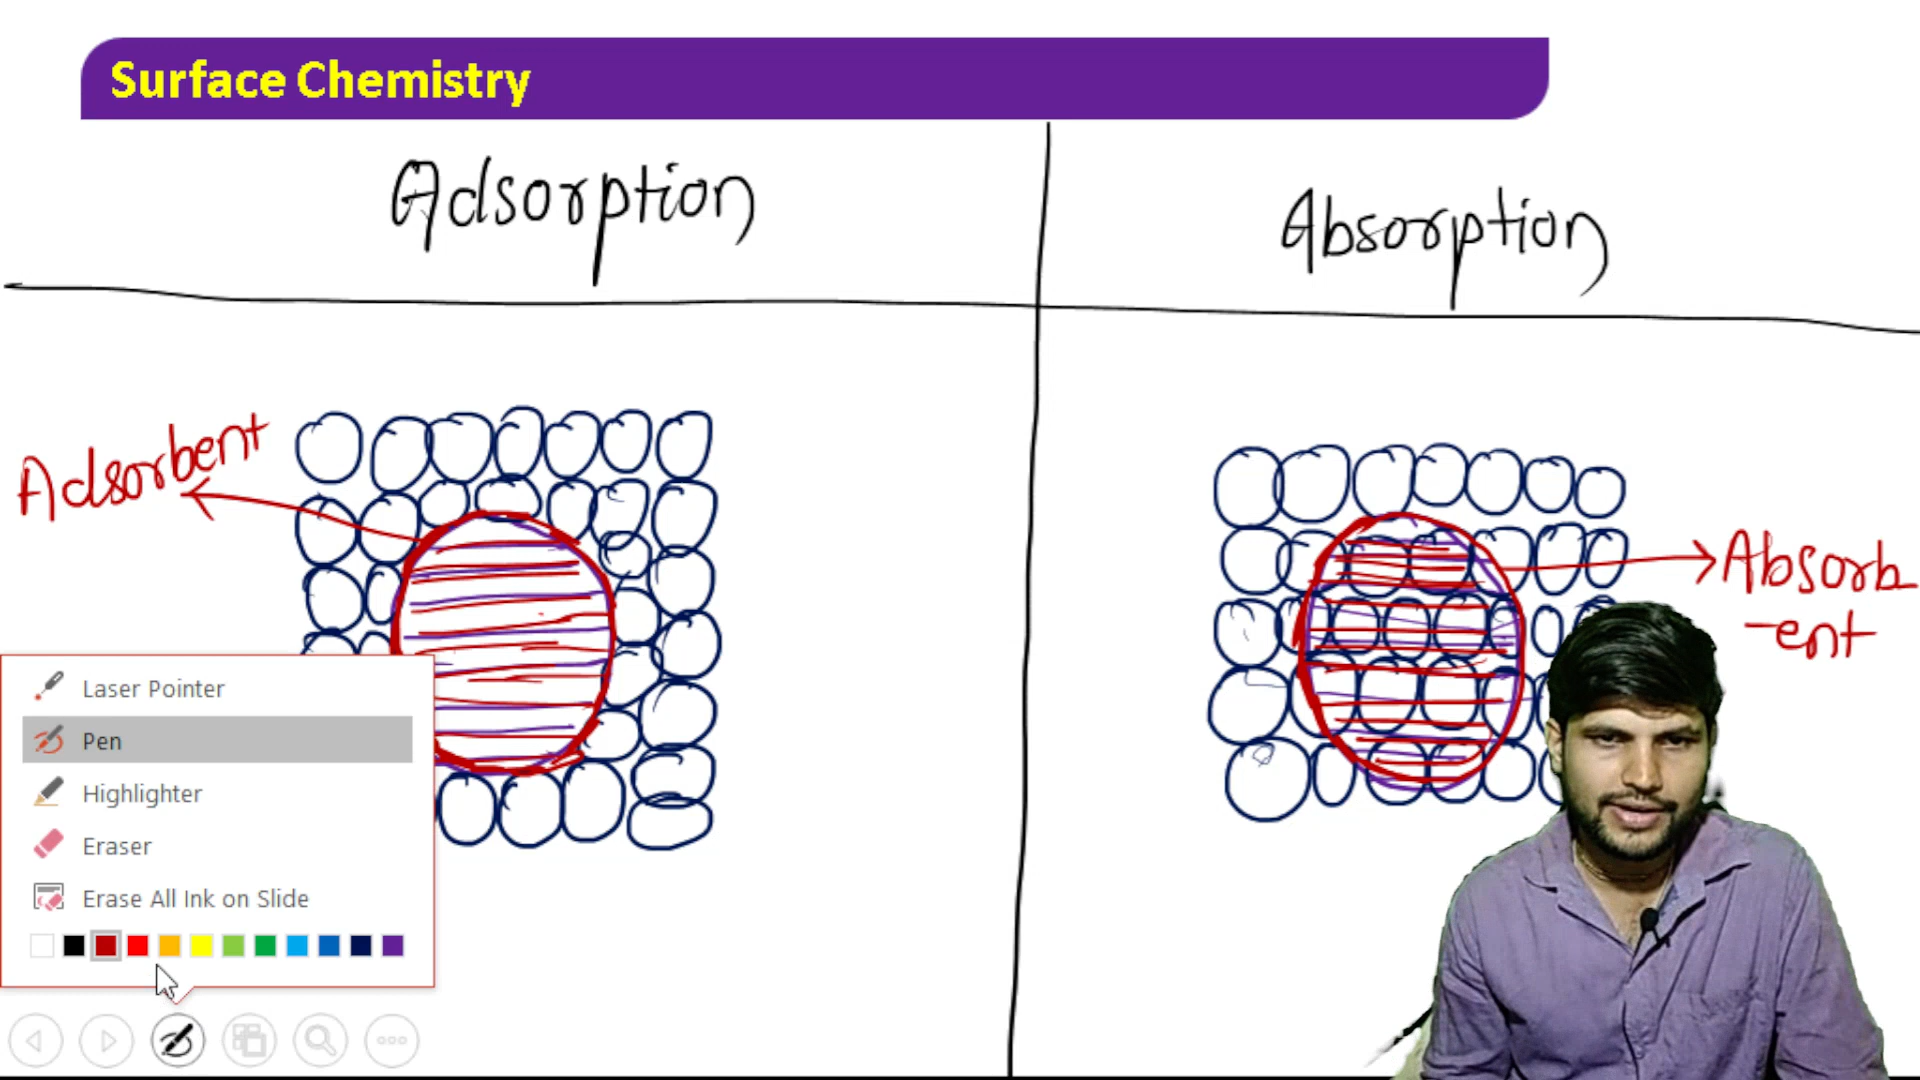 Surface Chemistry
Adsorption
Absorption
Adsorbent
Absorb
-ent
Laser Pointer
Pen
Highlighter
Eraser
Erase All Ink on Slide